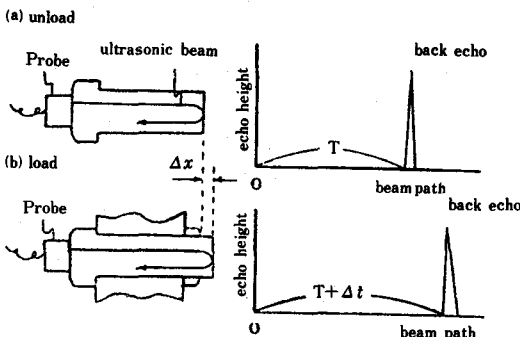 (a) unload
Probe
ultrasonic beam
echo height
back echo
T
O
beam path
(b) load
Δx
Probe
echo height
back echo
T+Δt
O
beam path